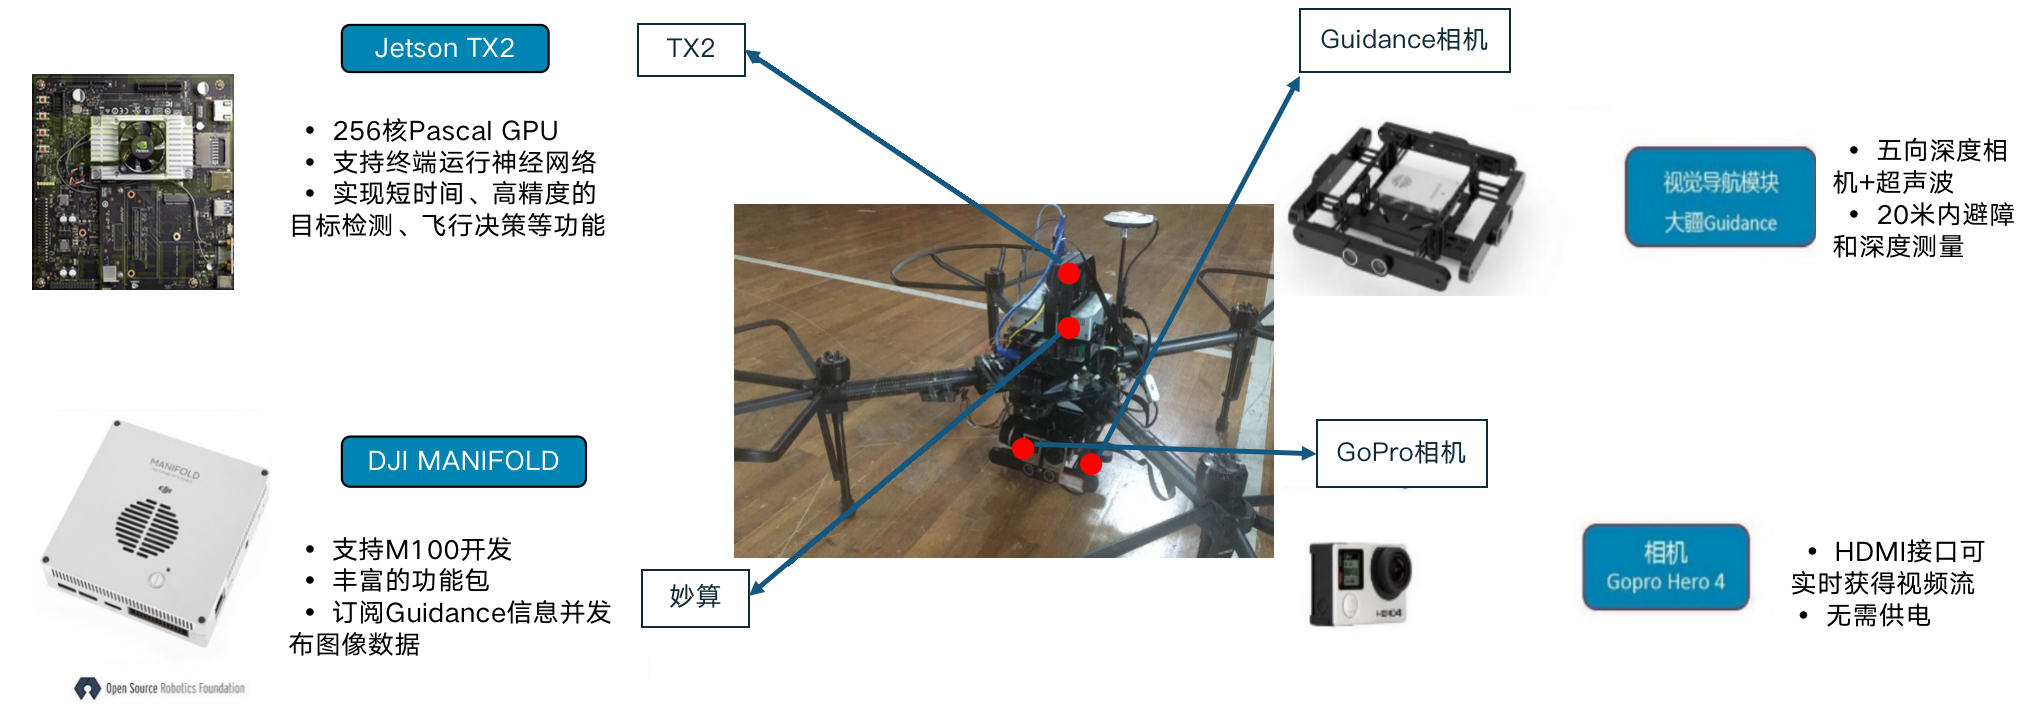 Jetson TX2
• 256核Pascal GPU
• 支持终端运行神经网络
• 实现短时间、高精度的
目标检测、飞行决策等功能
TX2
Guidance相机
视觉导航模块
大疆Guidance
• 五向深度相
机+超声波
• 20米内避障
和深度测量
MANIFOLD
DJI MANIFOLD
• 支持M100开发
• 丰富的功能包
• 订阅Guidance信息并发
布图像数据
Open Source Robotics Foundation
妙算
GoPro相机
HERO4
相机
Gopro Hero 4
• HDMI接口可
实时获得视频流
• 无需供电